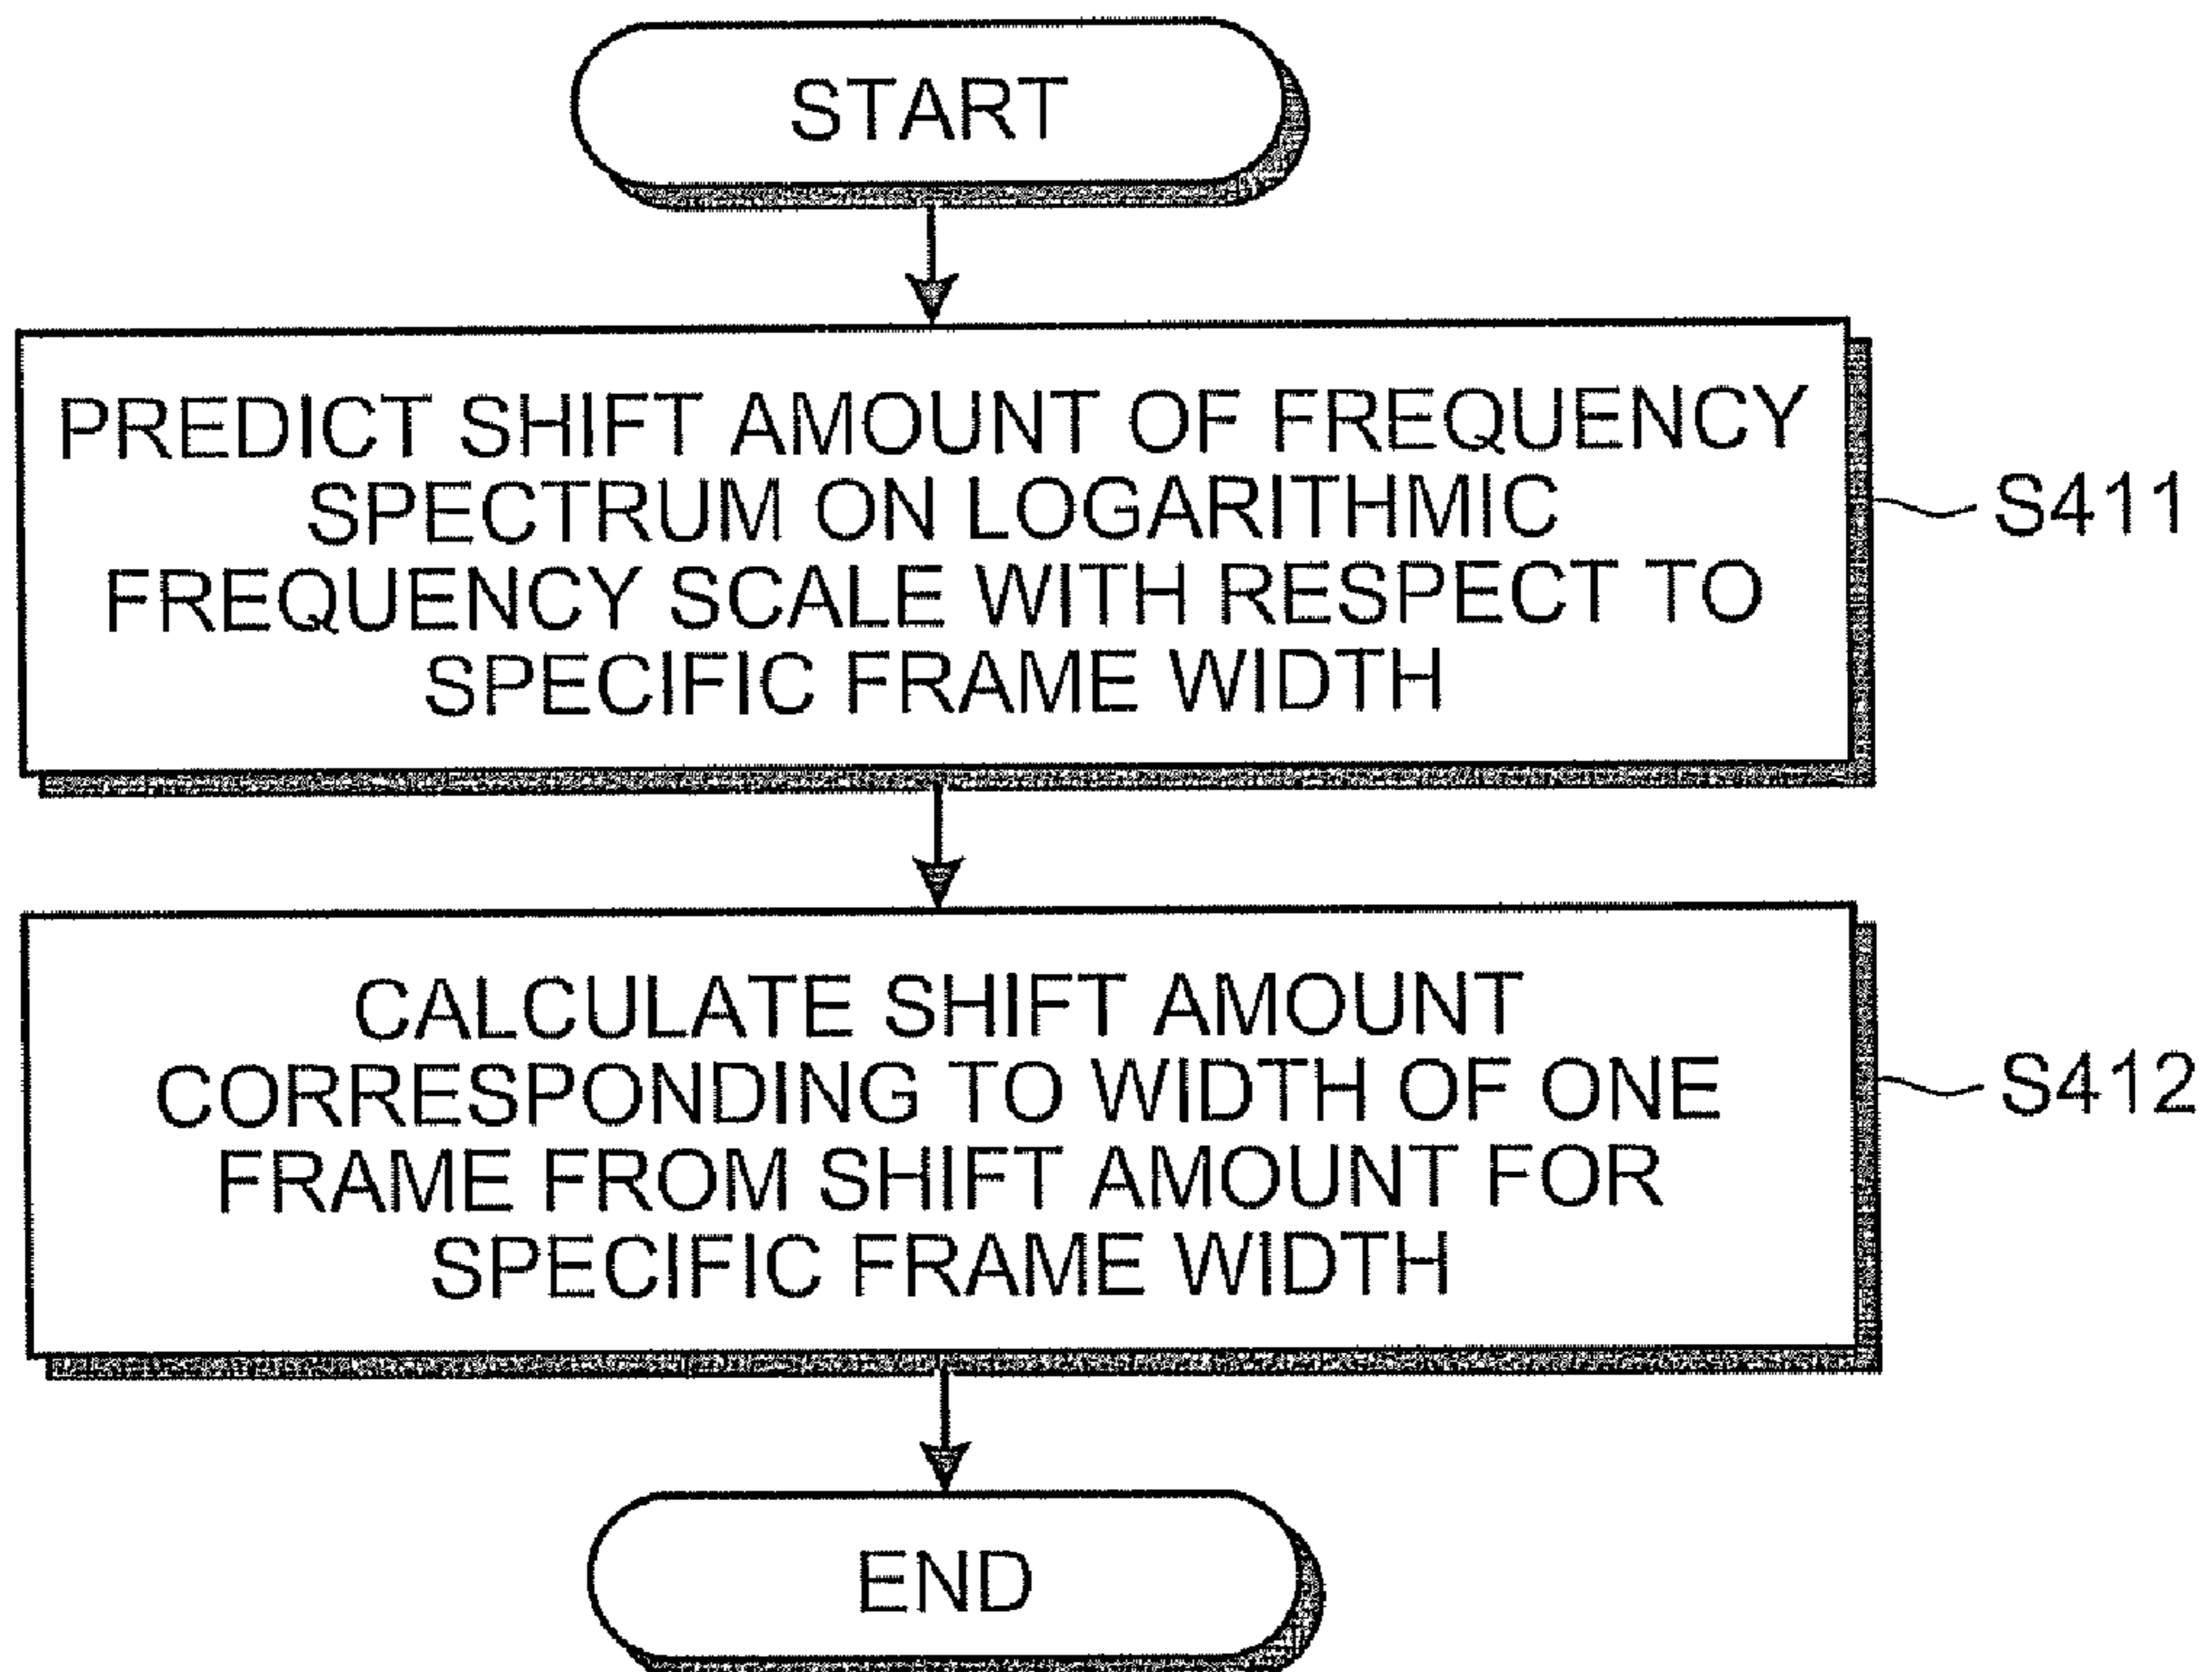 START
PREDICT SHIFT AMOUNT OF FREQUENCY
SPECTRUM ON LOGARITHMIC
FREQUENCY SCALE WITH RESPECT TO
SPECIFIC FRAME WIDTH
S411
CALCULATE SHIFT AMOUNT
CORRESPONDING TO WIDTH OF ONE
FRAME FROM SHIFT AMOUNT FOR
SPECIFIC FRAME WIDTH
S412
END